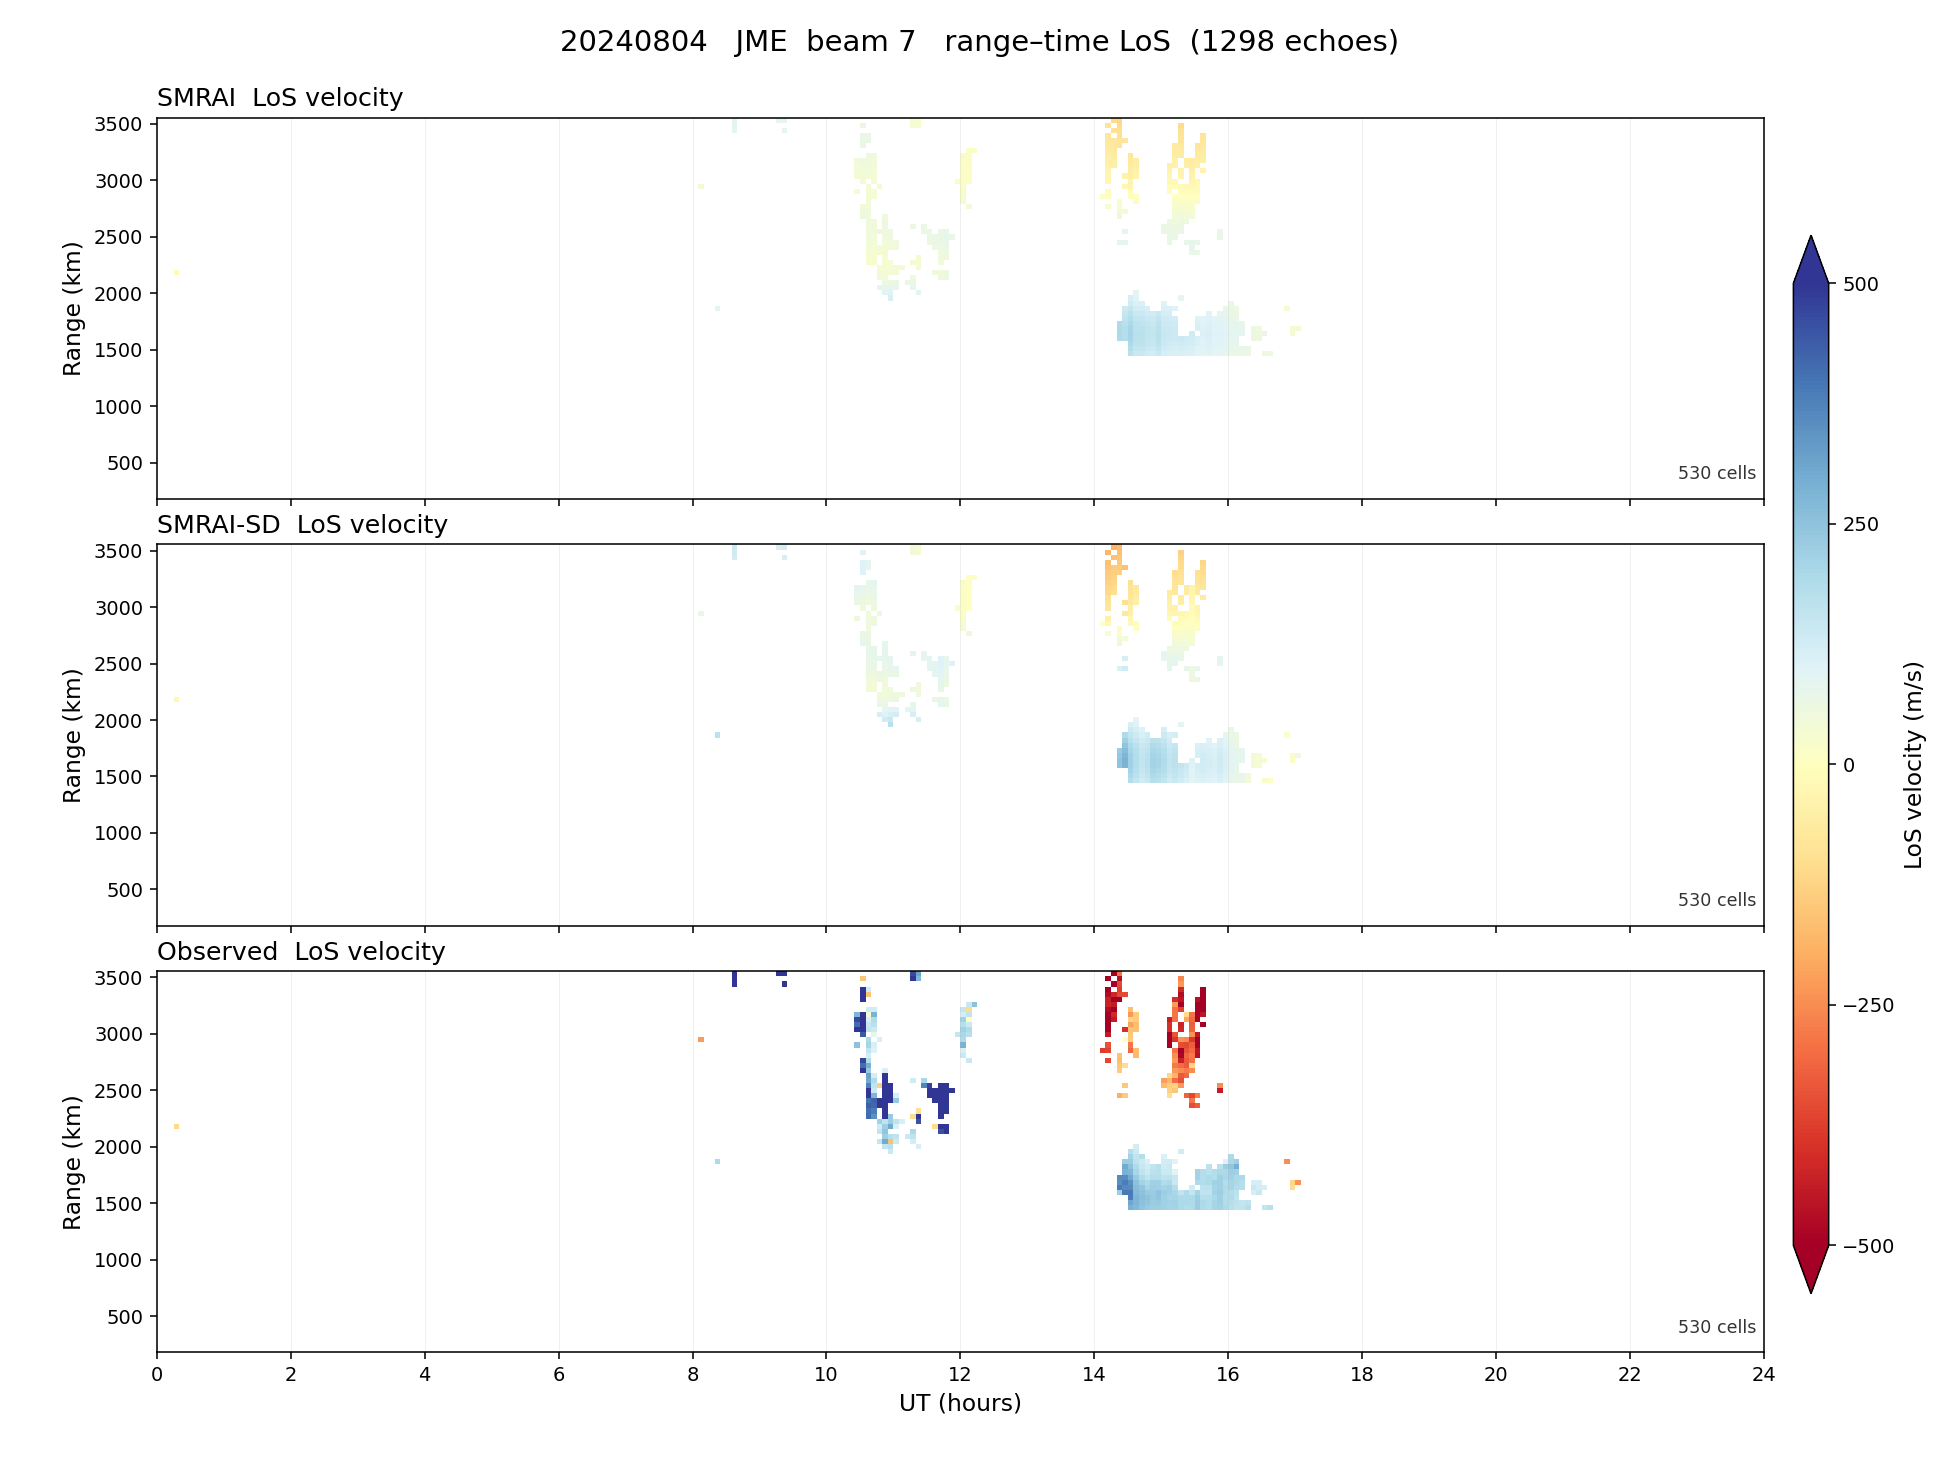 20240804   JME  beam 7   range–time LoS  (1298 echoes)
SMRAI  LoS velocity
3500
3000
2500
2000
1500
1000
500
Range (km)
530 cells
SMRAI-SD  LoS velocity
3500
3000
2500
2000
1500
1000
500
Range (km)
530 cells
Observed  LoS velocity
3500
3000
2500
2000
1500
1000
500
Range (km)
530 cells
0 2 4 6 8 10 12 14 16 18 20 22 24
UT (hours)
500
250
0
−250
−500
LoS velocity (m/s)